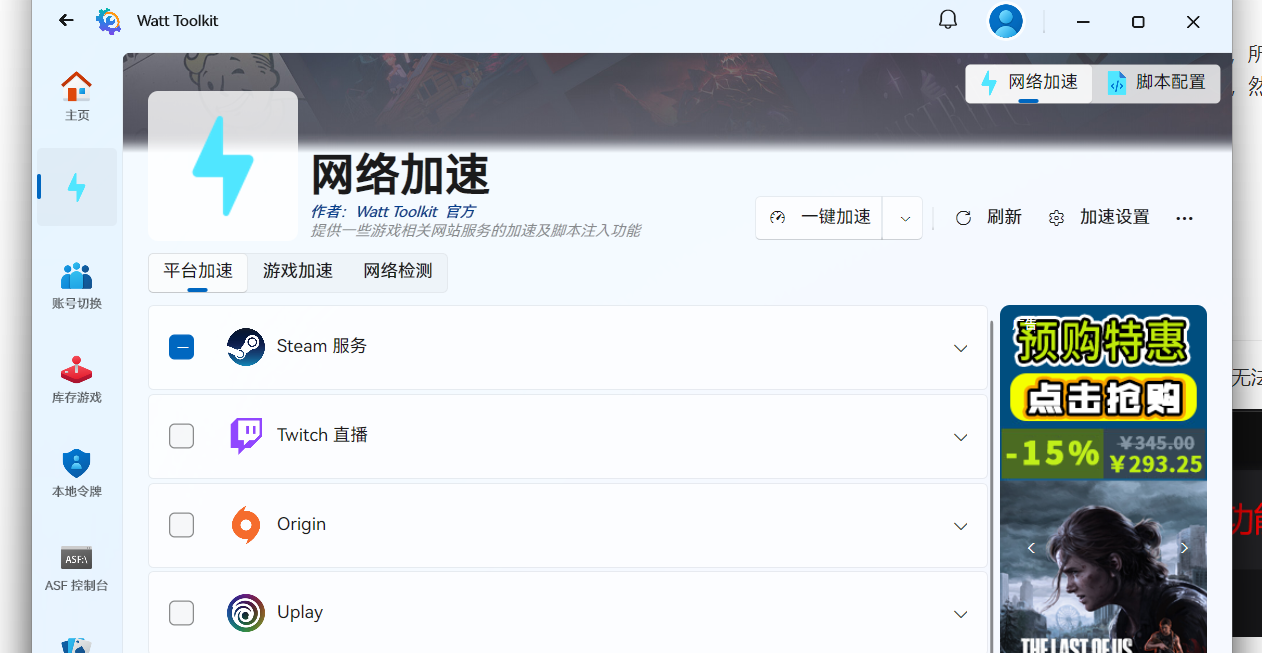 Watt Toolkit
网络加速
脚本配置
主页
网络加速
作者： Watt Toolkit 官方
提供一些游戏相关网站服务的加速及脚本注入功能
一键加速
刷新
加速设置
平台加速
游戏加速
网络检测
账号切换
库存游戏
本地令牌
ASF:\
ASF 控制台
Steam 服务
Twitch 直播
Origin
Uplay
广告
预购特惠
点击抢购
-15%
¥345.00
¥293.25
THE LAST OF US
，所
，然
无法
功能